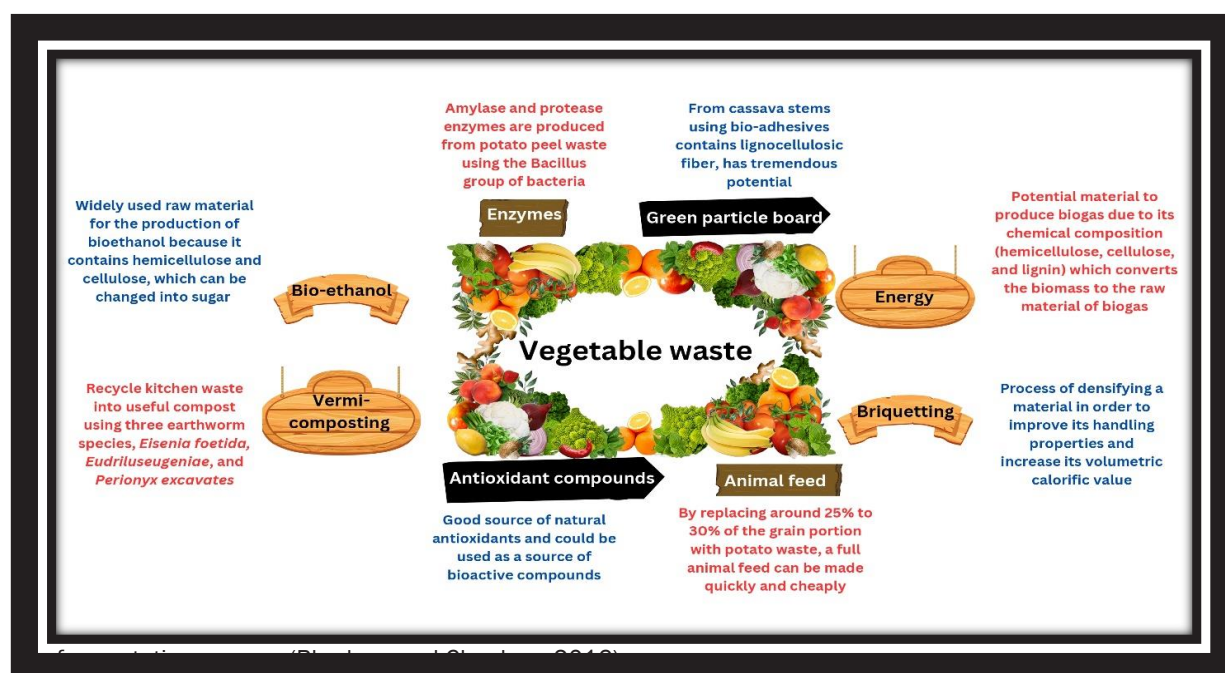 Amylase and protease
enzymes are produced
from potato peel waste
using the Bacillus
group of bacteria
Enzymes
From cassava stems
using bio-adhesives
contains lignocellulosic
fiber, has tremendous
potential
Green particle board
Widely used raw material
for the production of
bioethanol because it
contains hemicellulose and
cellulose, which can be
changed into sugar
Bio-ethanol
Potential material to
produce biogas due to its
chemical composition
(hemicellulose, cellulose,
and lignin) which converts
the biomass to the raw
material of biogas
Energy
Vegetable waste
Recycle kitchen waste
into useful compost
using three earthworm
species, Eisenia foetida,
Eudriluseugeniae, and
Perionyx excavates
Vermi-
composting
Process of densifying a
material in order to
improve its handling
properties and
increase its volumetric
calorific value
Briquetting
Antioxidant compounds
Good source of natural
antioxidants and could be
used as a source of
bioactive compounds
Animal feed
By replacing around 25% to
30% of the grain portion
with potato waste, a full
animal feed can be made
quickly and cheaply